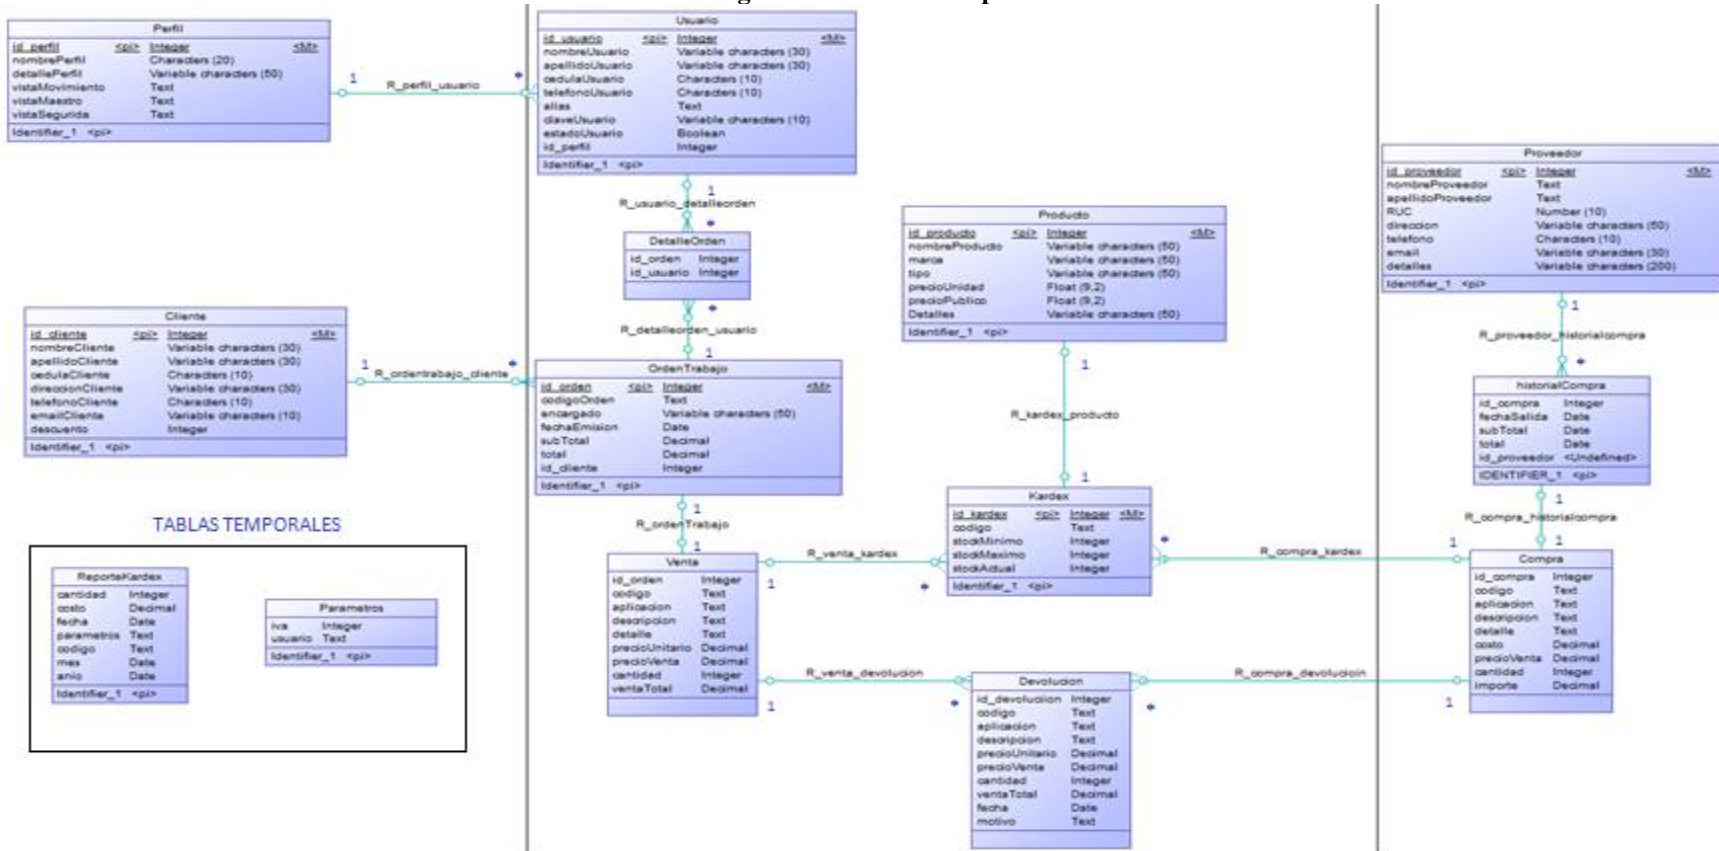 Perfil
id_perfil <pi> Integer <M>
nombrePerfil Characters (20)
detallePerfil Variable characters (50)
vistaMovimiento Text
vistaMaestro Text
vistaSegurida Text
Identifier_1 <pi>
1 R_perfil_usuario *
Usuario
id_usuario <pi> Integer <M>
nombreUsuario Variable characters (30)
apellidoUsuario Variable characters (30)
cedulaUsuario Characters (10)
telefonoUsuario Characters (10)
alias Text
claveUsuario Variable characters (10)
estadoUsuario Boolean
id_perfil Integer
Identifier_1 <pi>
1
R_usuario_detalleorden
*
DetalleOrden
id_orden Integer
id_usuario Integer
*
R_detalleorden_usuario
1
Cliente
id_cliente <pi> Integer <M>
nombreCliente Variable characters (30)
apellidoCliente Variable characters (30)
cedulaCliente Characters (10)
direccionCliente Variable characters (30)
telefonoCliente Characters (10)
emailCliente Variable characters (10)
descuento Integer
Identifier_1 <pi>
1 R_ordentrabajo_cliente *
OrdenTrabajo
id_orden <pi> Integer <M>
codigoOrden Text
encargado Variable characters (50)
fechaEmision Date
subTotal Decimal
total Decimal
id_cliente Integer
Identifier_1 <pi>
1
R_ordenTrabajo
1
Producto
id_producto <pi> Integer <M>
nombreProducto Variable characters (50)
marca Variable characters (50)
tipo Variable characters (50)
precioUnidad Float (9,2)
precioPublico Float (9,2)
Detalles Variable characters (50)
Identifier_1 <pi>
1
R_kardex_producto
1
Kardex
id_kardex <pi> Integer <M>
codigo Text
stockMinimo Integer
stockMaximo Integer
stockActual Integer
Identifier_1 <pi>
Proveedor
id_proveedor <pi> Integer <M>
nombreProveedor Text
apellidoProveedor Text
RUC Number (10)
direccion Variable characters (50)
telefono Characters (10)
email Variable characters (30)
detalles Variable characters (200)
Identifier_1 <pi>
1
R_proveedor_historialcompra
*
historialCompra
id_compra Integer
fechaSalida Date
subTotal Date
total Date
id_proveedor <Undefined>
IDENTIFIER_1 <pi>
1
R_compra_historialcompra
1
Venta
id_orden Integer
codigo Text
aplicacion Text
descripcion Text
detalle Text
precioUnitario Decimal
precioVenta Decimal
cantidad Integer
ventaTotal Decimal
R_venta_kardex
1 *
* R_compra_kardex 1
Compra
id_compra Integer
codigo Text
aplicacion Text
descripcion Text
detalle Text
costo Decimal
precioVenta Decimal
cantidad Integer
importe Decimal
R_venta_devolucion
1 *
R_compra_devolucioin
* 1
Devolucion
id_devolucion Integer
codigo Text
aplicacion Text
descripcion Text
precioUnitario Decimal
precioVenta Decimal
cantidad Integer
ventaTotal Decimal
fecha Date
motivo Text
TABLAS TEMPORALES
ReporteKardex
cantidad Integer
costo Decimal
fecha Date
parametros Text
codigo Text
mes Date
anio Date
Identifier_1 <pi>
Parametros
iva Integer
usuario Text
Identifier_1 <pi>